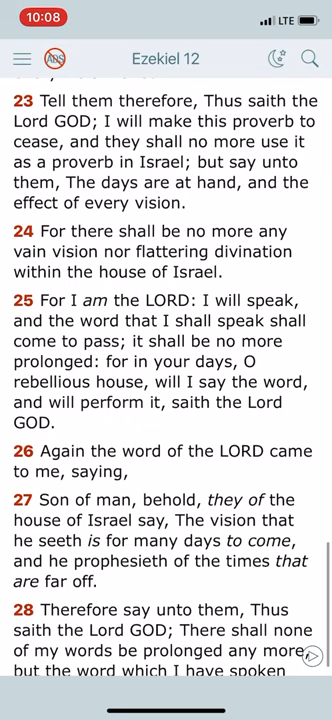 10:08
LTE
ADS
Ezekiel 12
23 Tell them therefore, Thus saith the
Lord GOD; I will make this proverb to
cease, and they shall no more use it
as a proverb in Israel; but say unto
them, The days are at hand, and the
effect of every vision.
24 For there shall be no more any
vain vision nor flattering divination
within the house of Israel.
25 For I am the LORD: I will speak,
and the word that I shall speak shall
come to pass; it shall be no more
prolonged: for in your days, O
rebellious house, will I say the word,
and will perform it, saith the Lord
GOD.
26 Again the word of the LORD came
to me, saying,
27 Son of man, behold, they of the
house of Israel say, The vision that
he seeth is for many days to come,
and he prophesieth of the times that
are far off.
28 Therefore say unto them, Thus
saith the Lord GOD; There shall none
of my words be prolonged any more,
but the word which I have spoken